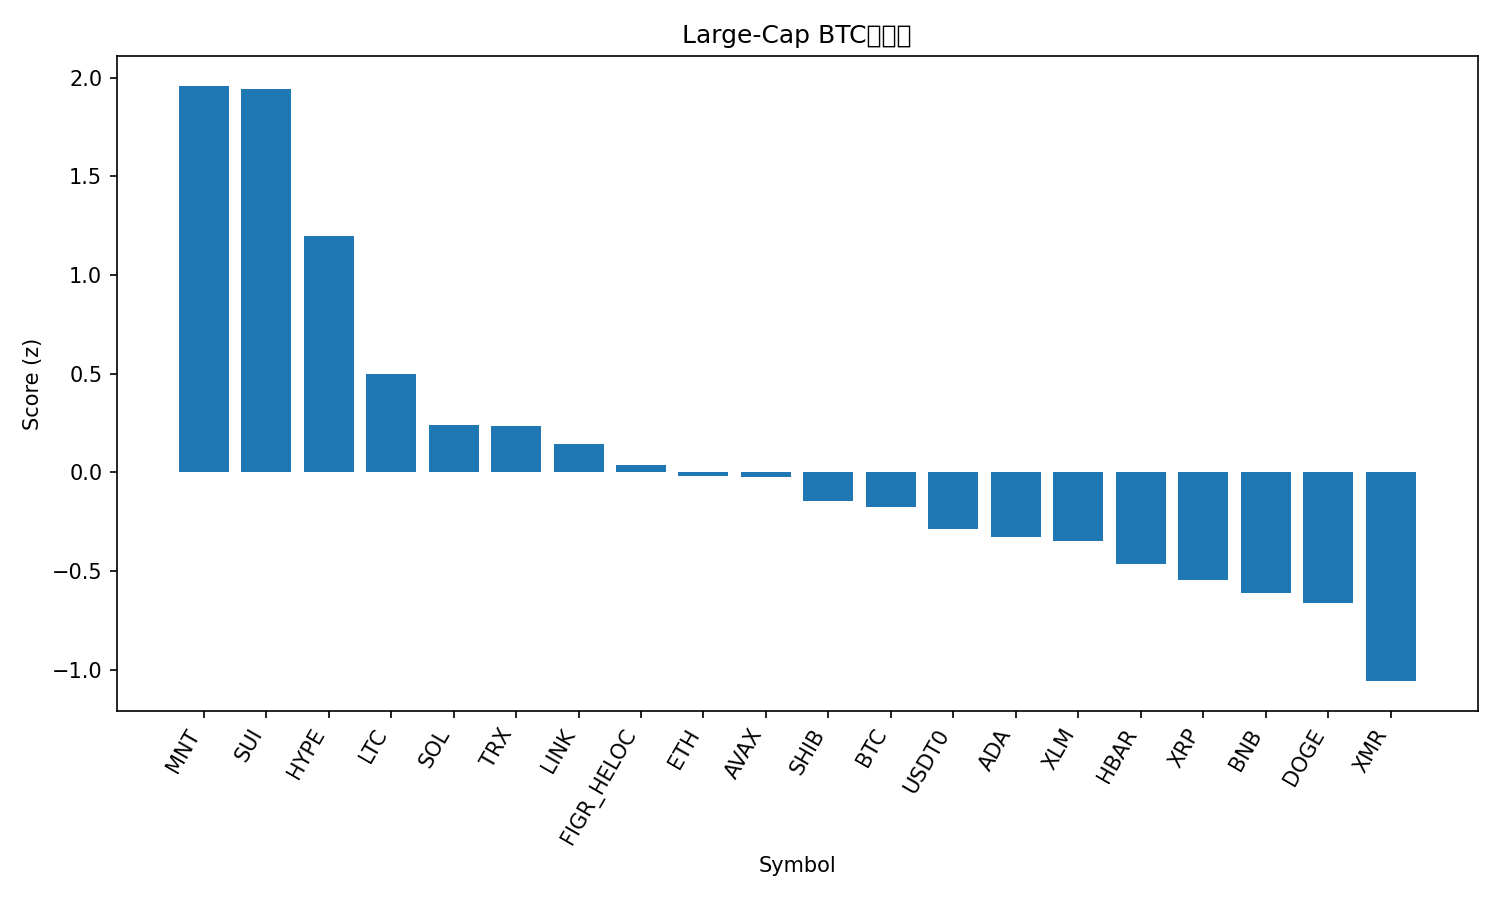 Large-Cap BTC
Score (z)
2.0
1.5
1.0
0.5
0.0
−0.5
−1.0
MNT
SUI
HYPE
LTC
SOL
TRX
LINK
FIGR_HELOC
ETH
AVAX
SHIB
BTC
USDT0
ADA
XLM
HBAR
XRP
BNB
DOGE
XMR
Symbol